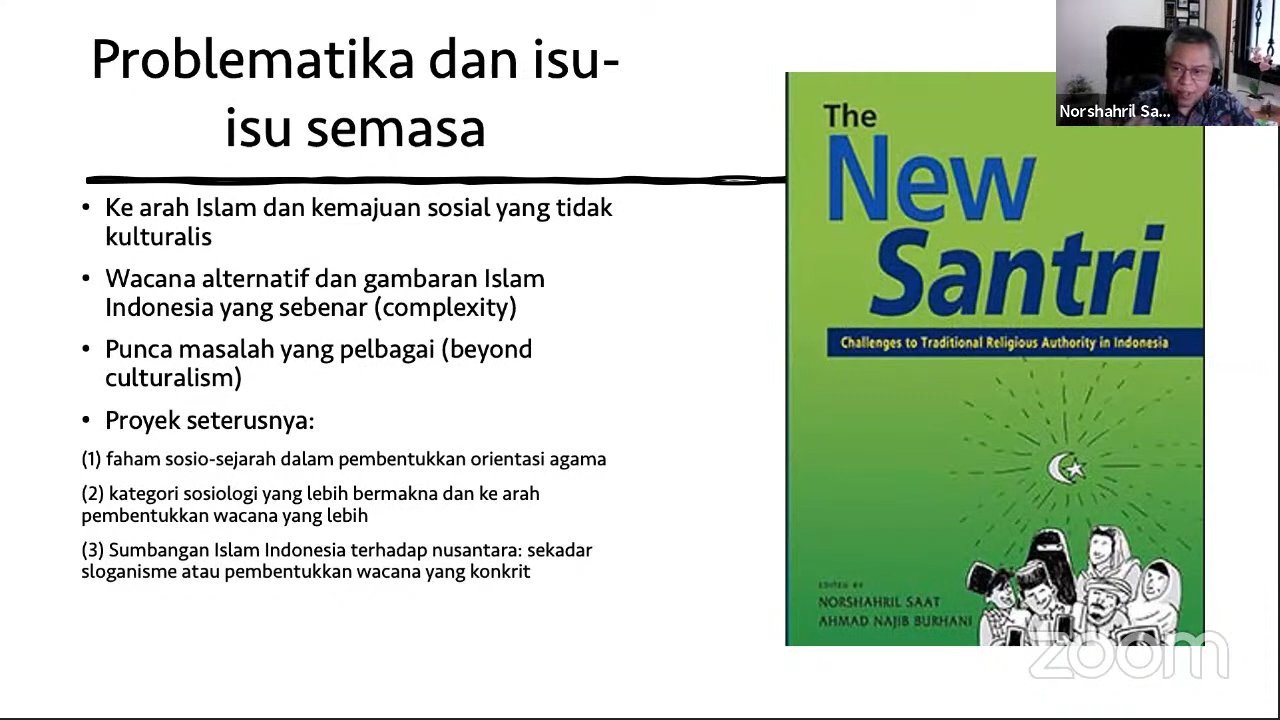 Problematika dan isu-
isu semasa
• Ke arah Islam dan kemajuan sosial yang tidak
kulturalis
• Wacana alternatif dan gambaran Islam
Indonesia yang sebenar (complexity)
• Punca masalah yang pelbagai (beyond
culturalism)
• Proyek seterusnya:
(1) faham sosio-sejarah dalam pembentukkan orientasi agama
(2) kategori sosiologi yang lebih bermakna dan ke arah
pembentukkan wacana yang lebih
(3) Sumbangan Islam Indonesia terhadap nusantara: sekadar
sloganisme atau pembentukkan wacana yang konkrit
The
New
Santri
Challenges to Traditional Religious Authority in Indonesia
EDITED BY
NORSHAHRIL SAAT
AHMAD NAJIB BURHANI
Norshahril Sa...
zoom